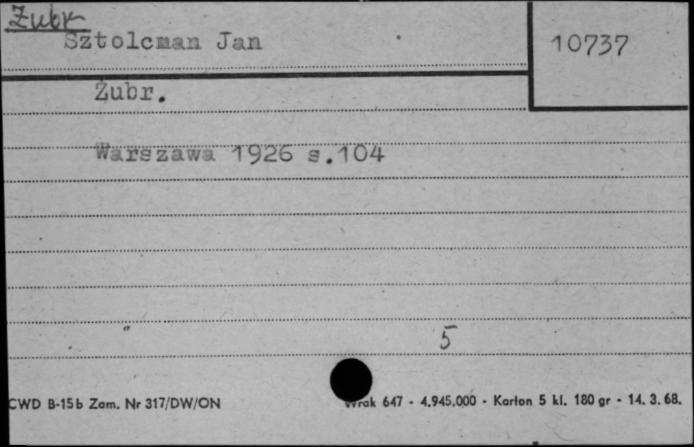 Żubr
Sztolcman Jan
10737
Żubr.
Warszawa 1926 s.104
5
CWD B-15b Zam. Nr 317/DW/ON
647 - 4.945.000 - Karton 5 kl. 180 gr - 14. 3. 68.